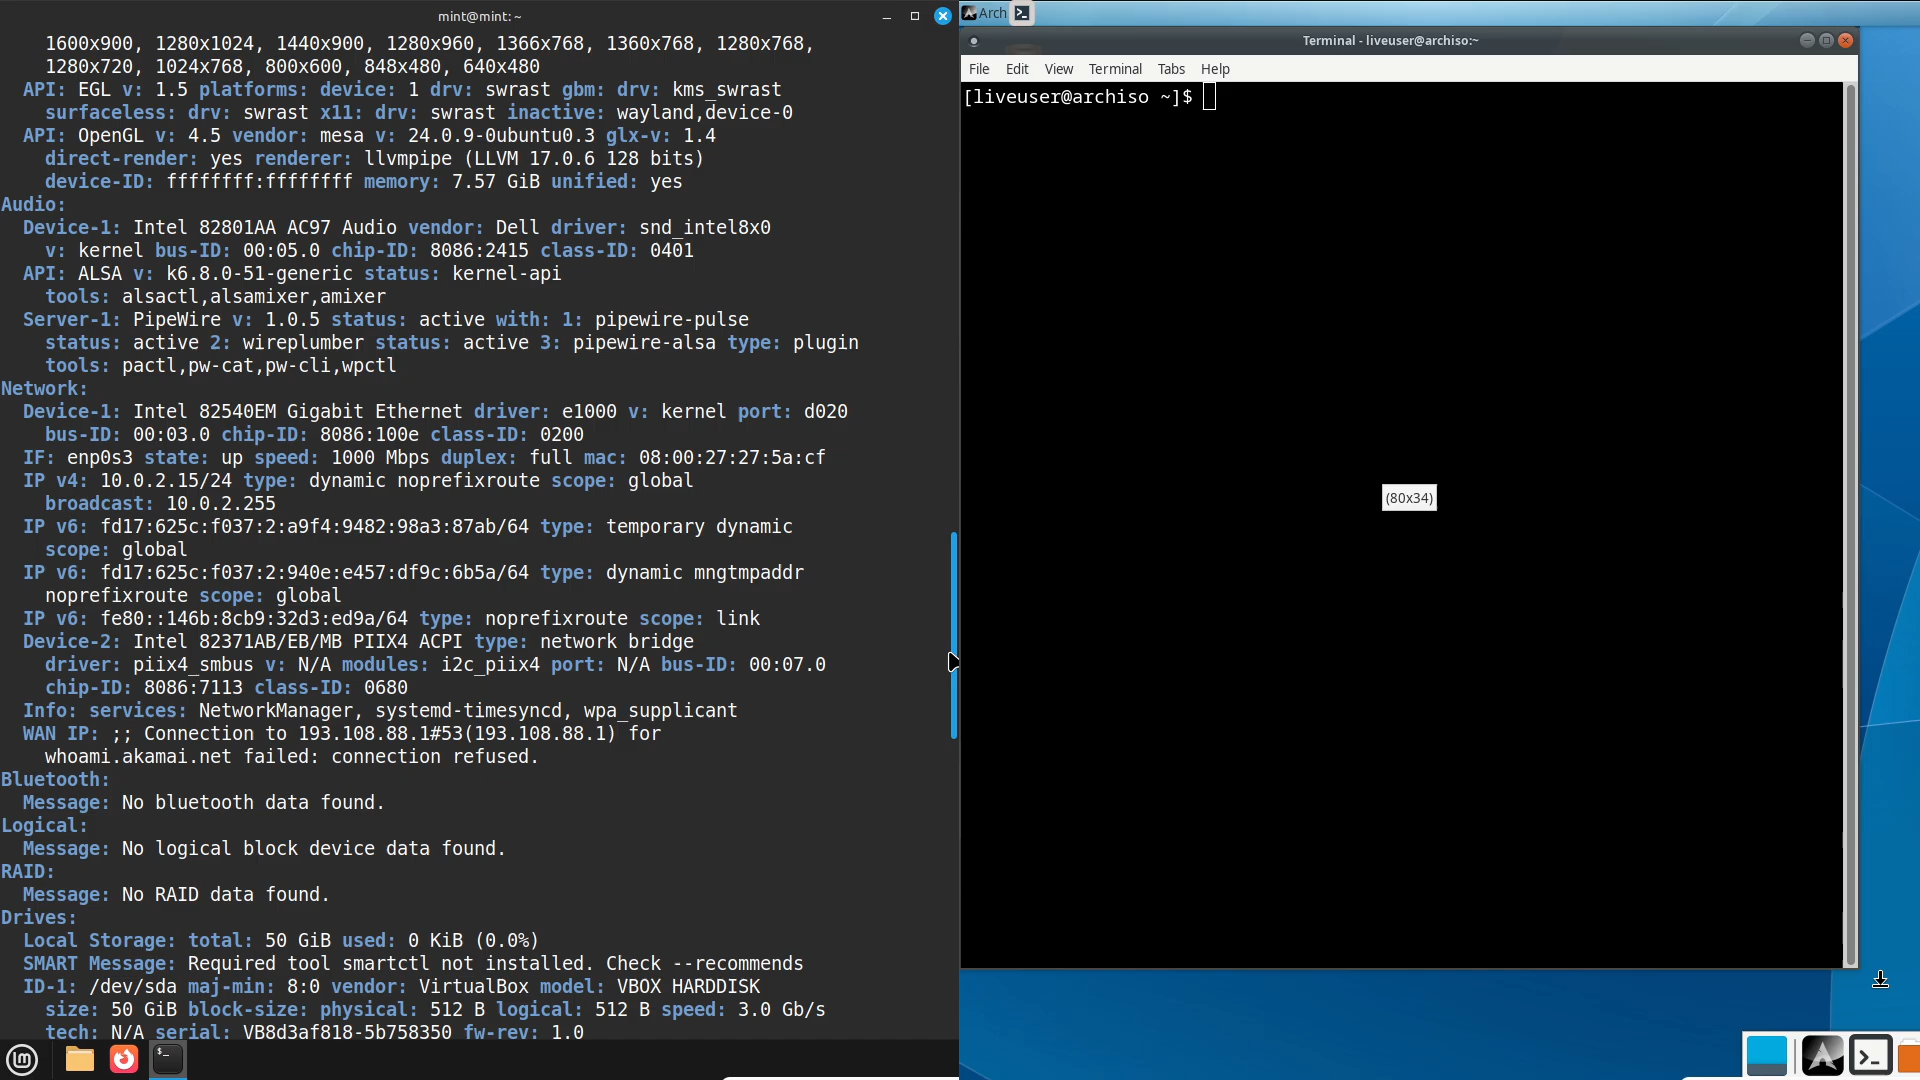 mint@mint: ~
1600x900, 1280x1024, 1440x900, 1280x960, 1366x768, 1360x768, 1280x768,
1280x720, 1024x768, 800x600, 848x480, 640x480
API: EGL v: 1.5 platforms: device: 1 drv: swrast gbm: drv: kms_swrast
surfaceless: drv: swrast x11: drv: swrast inactive: wayland,device-0
API: OpenGL v: 4.5 vendor: mesa v: 24.0.9-0ubuntu0.3 glx-v: 1.4
direct-render: yes renderer: llvmpipe (LLVM 17.0.6 128 bits)
device-ID: ffffffff:ffffffff memory: 7.57 GiB unified: yes
Audio:
Device-1: Intel 82801AA AC97 Audio vendor: Dell driver: snd_intel8x0
v: kernel bus-ID: 00:05.0 chip-ID: 8086:2415 class-ID: 0401
API: ALSA v: k6.8.0-51-generic status: kernel-api
tools: alsactl,alsamixer,amixer
Server-1: PipeWire v: 1.0.5 status: active with: 1: pipewire-pulse
status: active 2: wireplumber status: active 3: pipewire-alsa type: plugin
tools: pactl,pw-cat,pw-cli,wpctl
Network:
Device-1: Intel 82540EM Gigabit Ethernet driver: e1000 v: kernel port: d020
bus-ID: 00:03.0 chip-ID: 8086:100e class-ID: 0200
IF: enp0s3 state: up speed: 1000 Mbps duplex: full mac: 08:00:27:27:5a:cf
IP v4: 10.0.2.15/24 type: dynamic noprefixroute scope: global
broadcast: 10.0.2.255
IP v6: fd17:625c:f037:2:a9f4:9482:98a3:87ab/64 type: temporary dynamic
scope: global
IP v6: fd17:625c:f037:2:940e:e457:df9c:6b5a/64 type: dynamic mngtmpaddr
noprefixroute scope: global
IP v6: fe80::146b:8cb9:32d3:ed9a/64 type: noprefixroute scope: link
Device-2: Intel 82371AB/EB/MB PIIX4 ACPI type: network bridge
driver: piix4_smbus v: N/A modules: i2c_piix4 port: N/A bus-ID: 00:07.0
chip-ID: 8086:7113 class-ID: 0680
Info: services: NetworkManager, systemd-timesyncd, wpa_supplicant
WAN IP: ;; Connection to 193.108.88.1#53(193.108.88.1) for
whoami.akamai.net failed: connection refused.
Bluetooth:
Message: No bluetooth data found.
Logical:
Message: No logical block device data found.
RAID:
Message: No RAID data found.
Drives:
Local Storage: total: 50 GiB used: 0 KiB (0.0%)
SMART Message: Required tool smartctl not installed. Check --recommends
ID-1: /dev/sda maj-min: 8:0 vendor: VirtualBox model: VBOX HARDDISK
size: 50 GiB block-size: physical: 512 B logical: 512 B speed: 3.0 Gb/s
tech: N/A serial: VB8d3af818-5b758350 fw-rev: 1.0
Arch
Terminal - liveuser@archiso:~
File Edit View Terminal Tabs Help
[liveuser@archiso ~]$
(80x34)